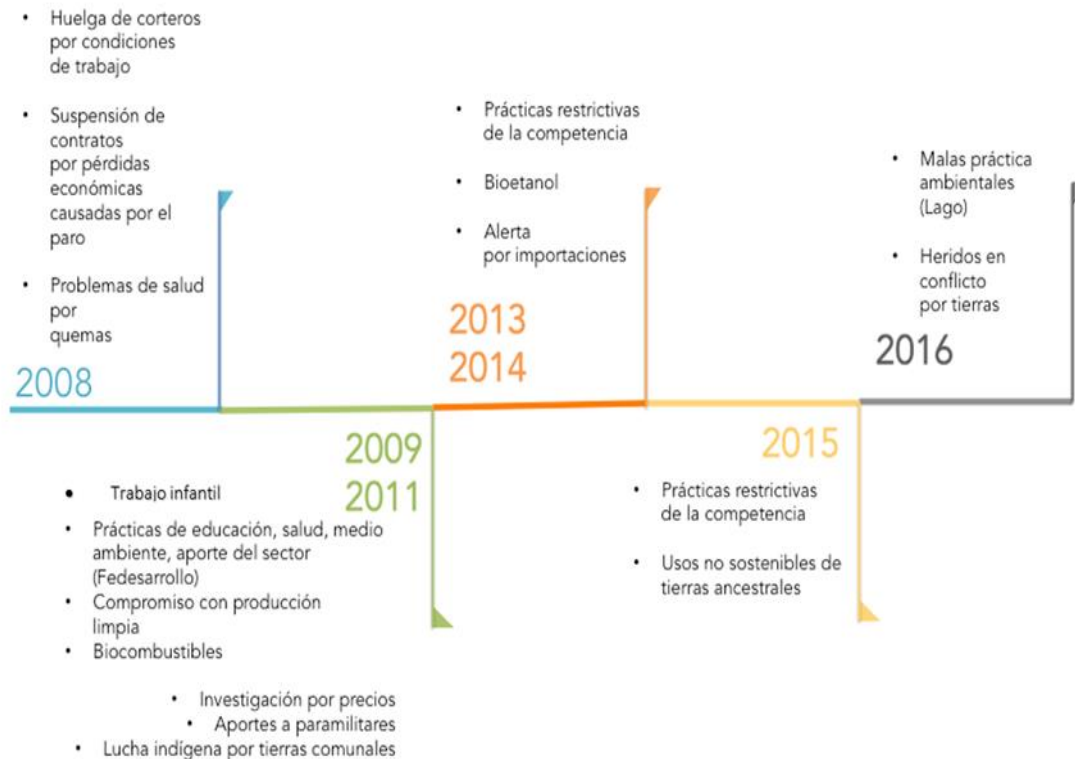 • Huelga de corteros
por condiciones
de trabajo
• Suspensión de
contratos
por pérdidas
económicas
causadas por el
paro
• Problemas de salud
por
quemas
2008
• Trabajo infantil
• Prácticas de educación, salud, medio
ambiente, aporte del sector
(Fedesarrollo)
• Compromiso con producción
limpia
• Biocombustibles
• Investigación por precios
• Aportes a paramilitares
• Lucha indígena por tierras comunales
2009
2011
• Prácticas restrictivas
de la competencia
• Bioetanol
• Alerta
por importaciones
2013
2014
2015
• Prácticas restrictivas
de la competencia
• Usos no sostenibles de
tierras ancestrales
• Malas práctica
ambientales
(Lago)
• Heridos en
conflicto
por tierras
2016